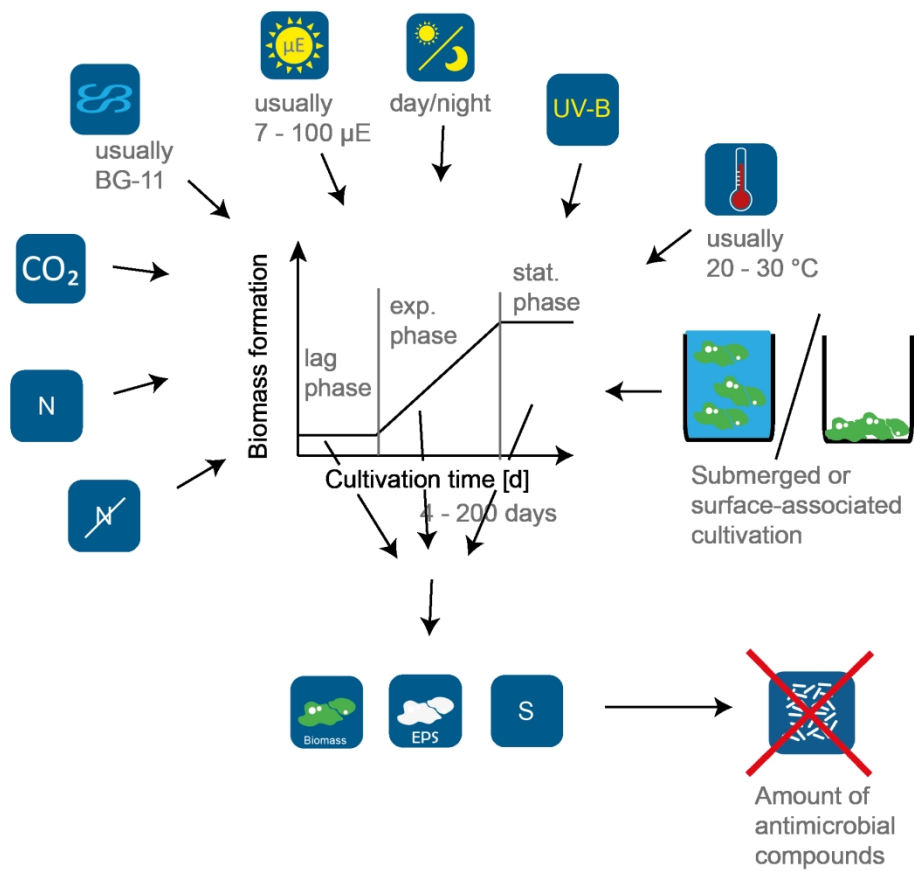 µE
usually
7 - 100 µE
day/night
UV-B
usually
BG-11
usually
20 - 30 °C
CO₂
N
N
Biomass formation
lag
phase
exp.
phase
stat.
phase
Cultivation time [d]
4 - 200 days
Submerged or
surface-associated
cultivation
Biomass
EPS
S
Amount of
antimicrobial
compounds